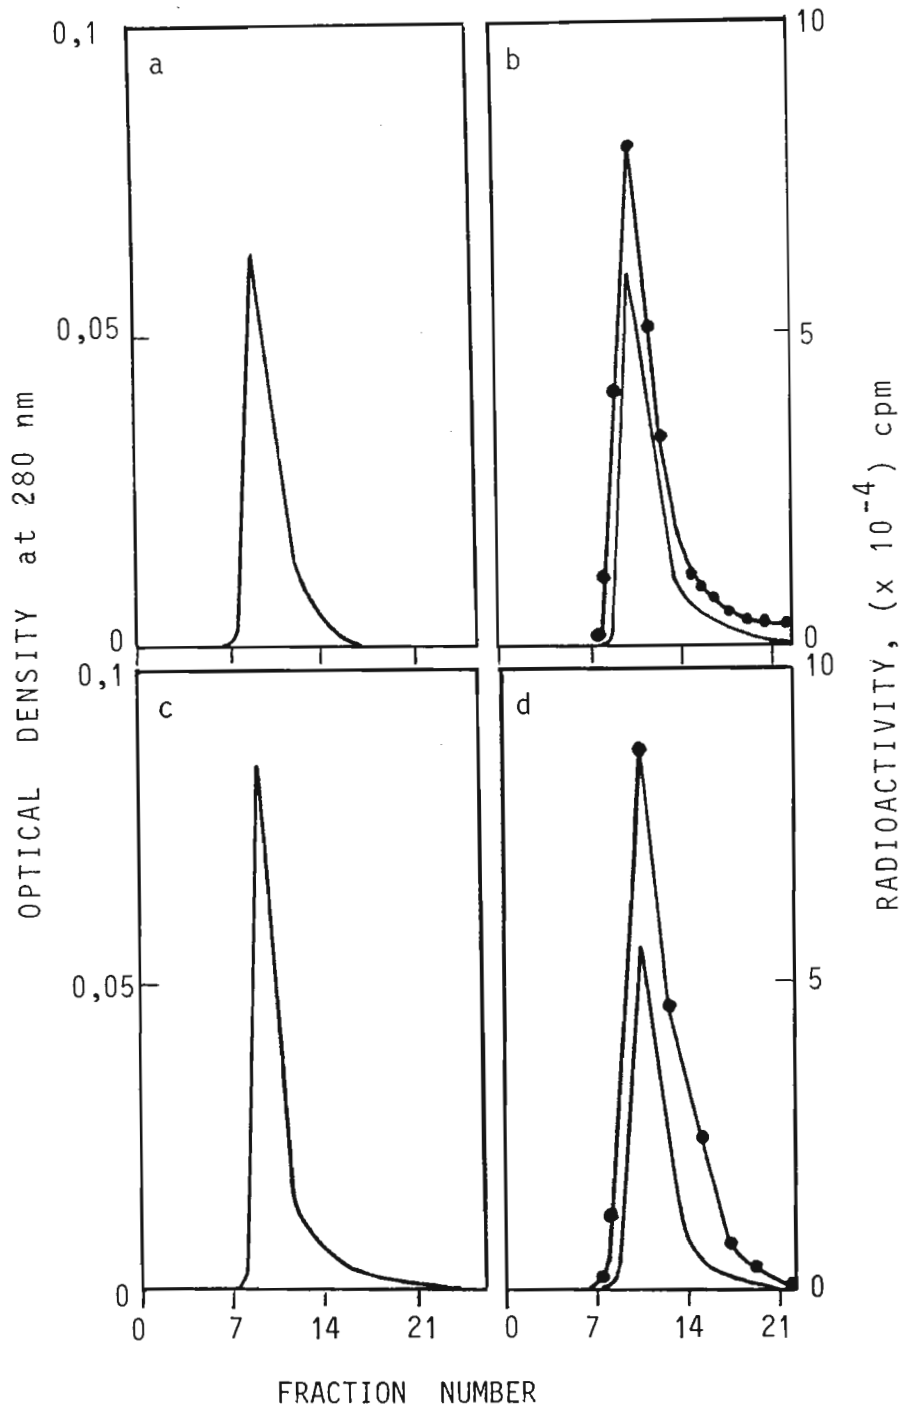 0,1
a
b
10
0,05
5
0
0
OPTICAL DENSITY at 280 nm
RADIOACTIVITY, (x 10⁻⁴) cpm
0,1
c
d
10
0,05
5
0
0
0 7 14 21
0 7 14 21
FRACTION NUMBER